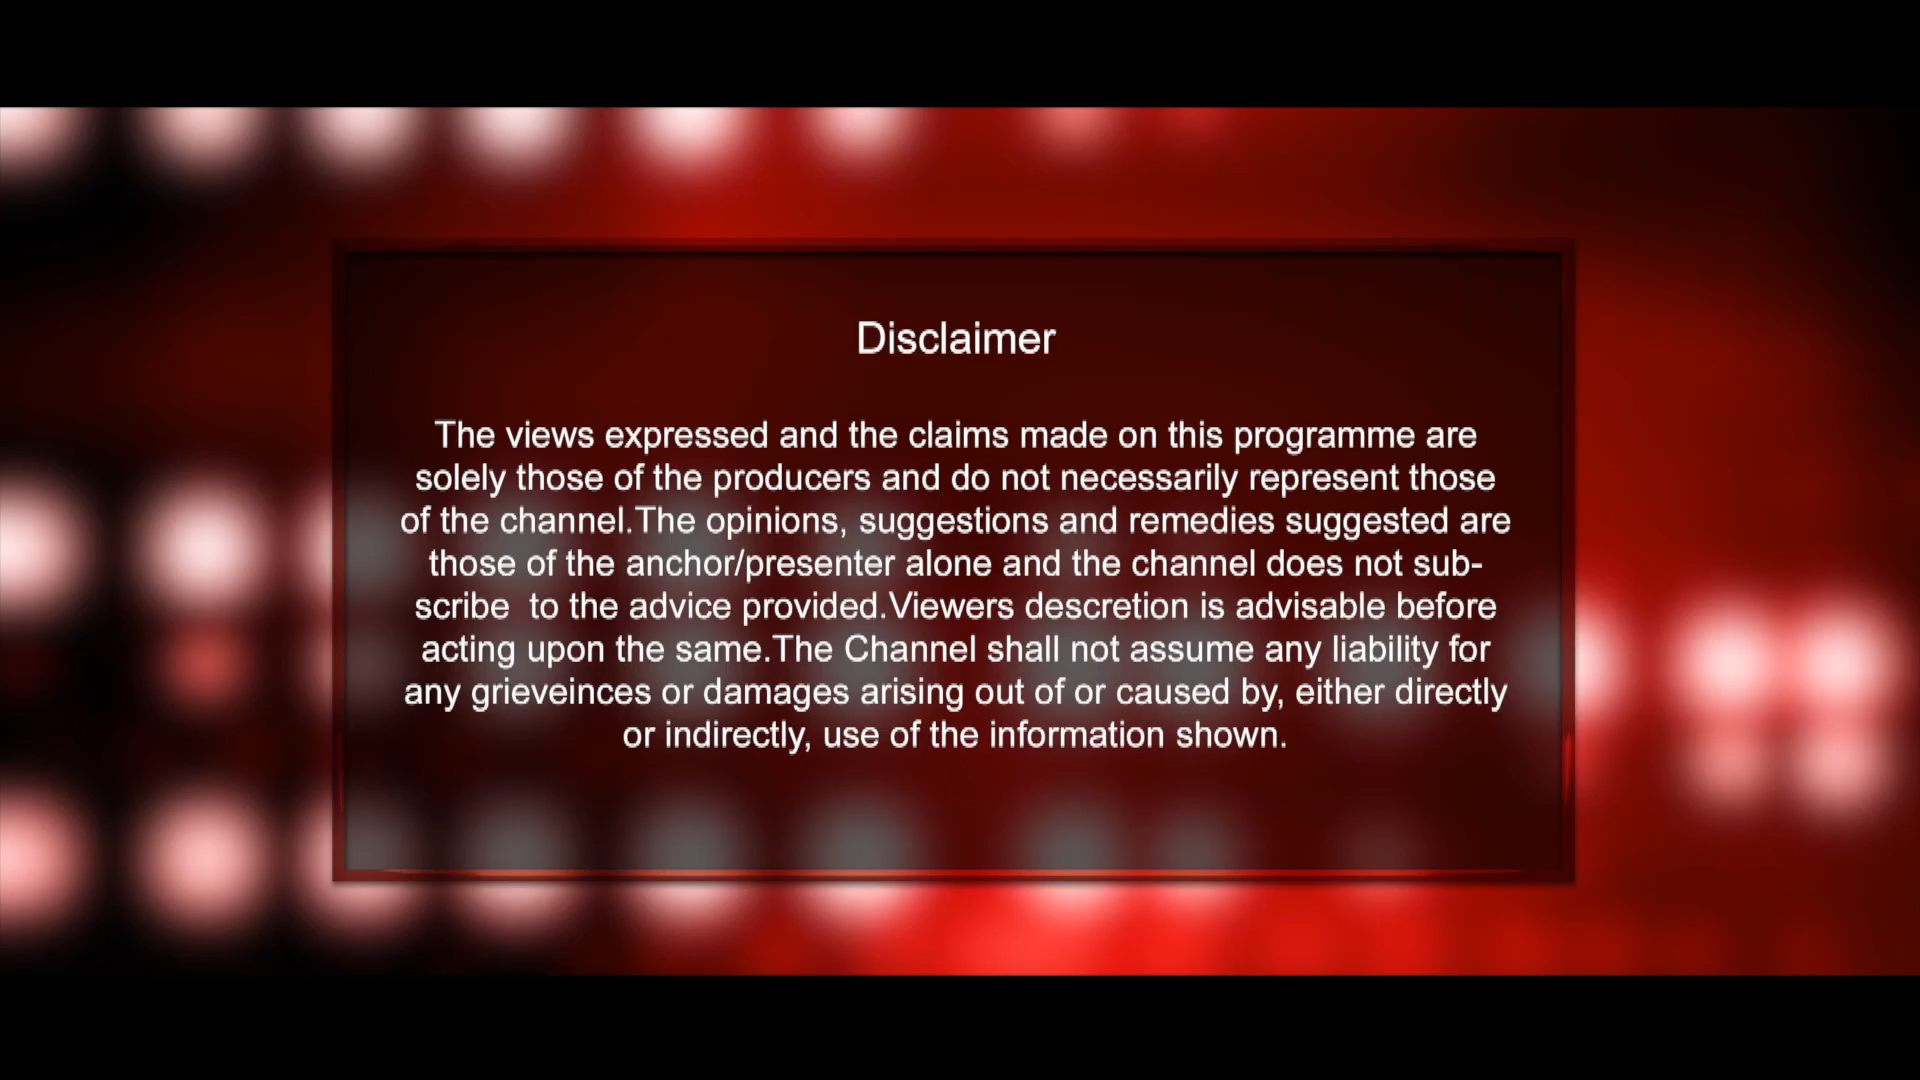 Disclaimer
The views expressed and the claims made on this programme are
solely those of the producers and do not necessarily represent those
of the channel.The opinions, suggestions and remedies suggested are
those of the anchor/presenter alone and the channel does not sub-
scribe  to the advice provided.Viewers descretion is advisable before
acting upon the same.The Channel shall not assume any liability for
any grieveinces or damages arising out of or caused by, either directly
or indirectly, use of the information shown.